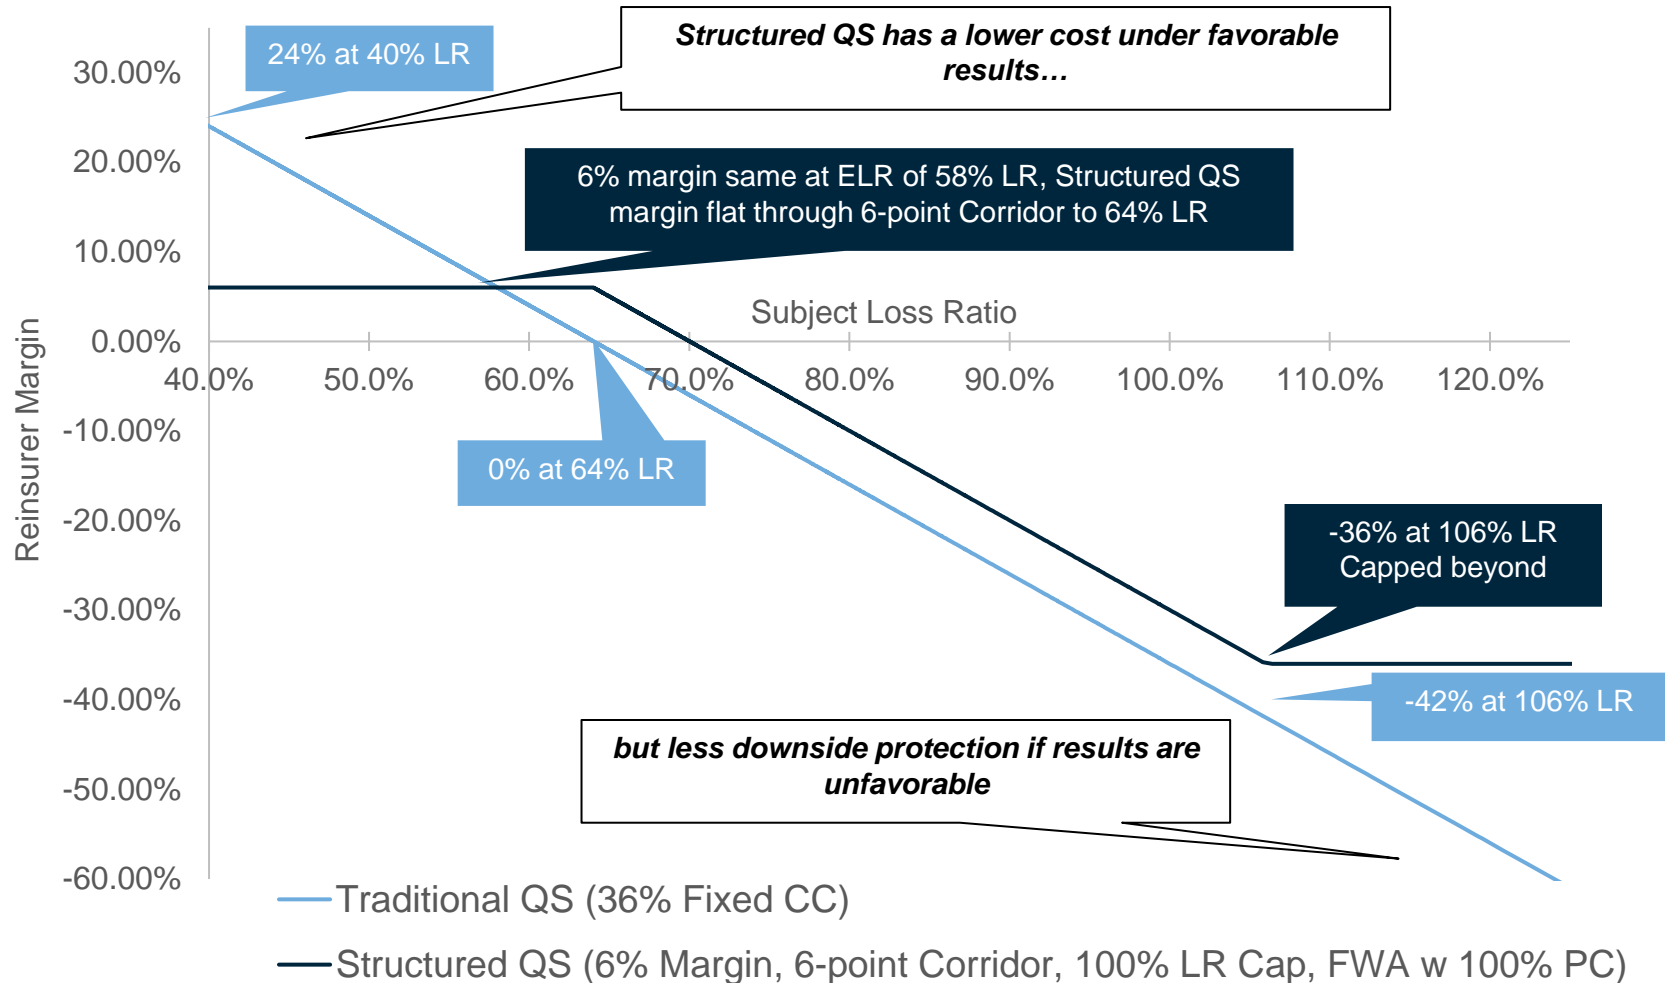 Structured QS has a lower cost under favorable
results…
24% at 40% LR
6% margin same at ELR of 58% LR, Structured QS
margin flat through 6-point Corridor to 64% LR
Subject Loss Ratio
Reinsurer Margin
30.00%
20.00%
10.00%
0.00%
-10.00%
-20.00%
-30.00%
-40.00%
-50.00%
-60.00%
40.0% 50.0% 60.0% 70.0% 80.0% 90.0% 100.0% 110.0% 120.0%
0% at 64% LR
-36% at 106% LR
Capped beyond
-42% at 106% LR
but less downside protection if results are
unfavorable
Traditional QS (36% Fixed CC)
Structured QS (6% Margin, 6-point Corridor, 100% LR Cap, FWA w 100% PC)